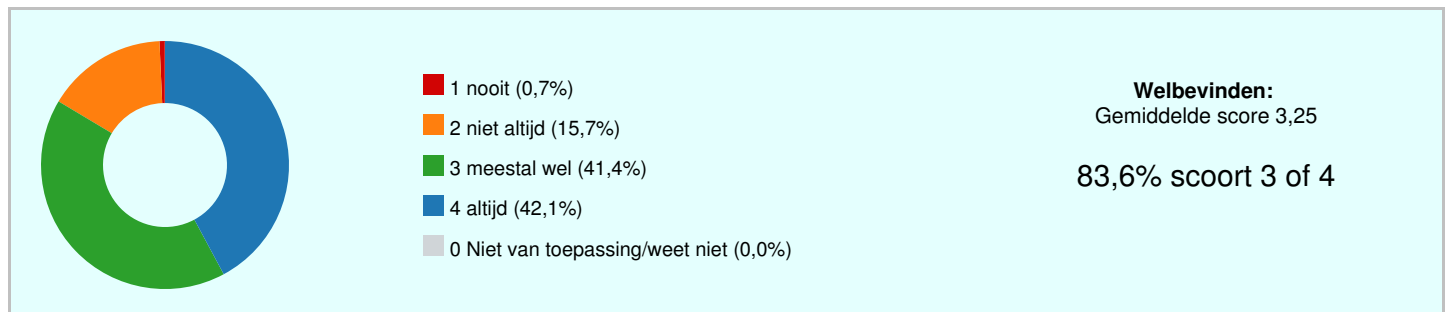 1 nooit (0,7%)
2 niet altijd (15,7%)
3 meestal wel (41,4%)
4 altijd (42,1%)
0 Niet van toepassing/weet niet (0,0%)
Welbevinden:
Gemiddelde score 3,25
83,6% scoort 3 of 4